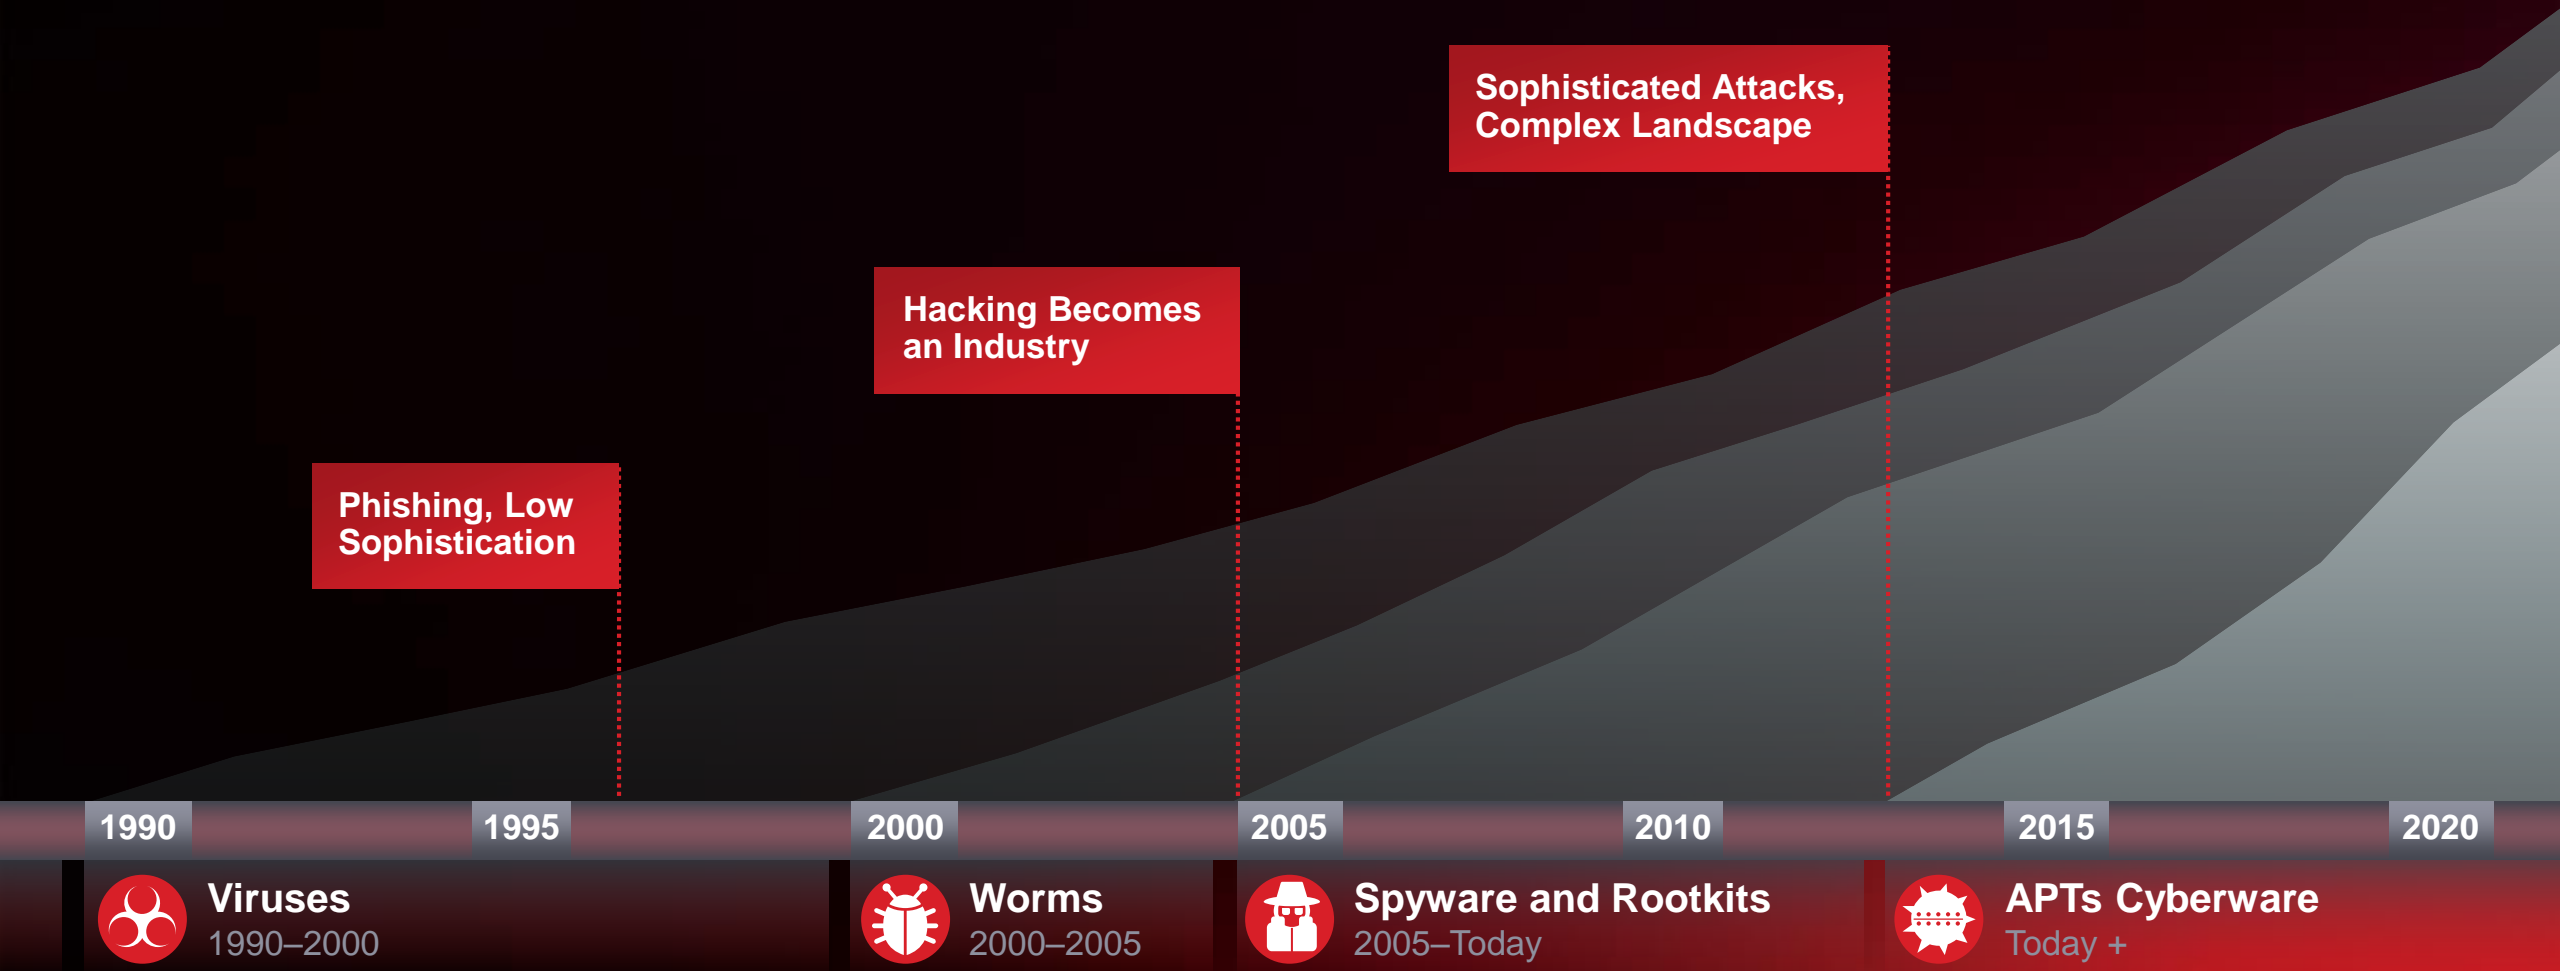 Sophisticated Attacks,
Complex Landscape
Hacking Becomes
an Industry
Phishing, Low
Sophistication
1990
1995
2000
2005
2010
2015
2020
Viruses
1990–2000
Worms
2000–2005
Spyware and Rootkits
2005–Today
APTs Cyberware
Today +